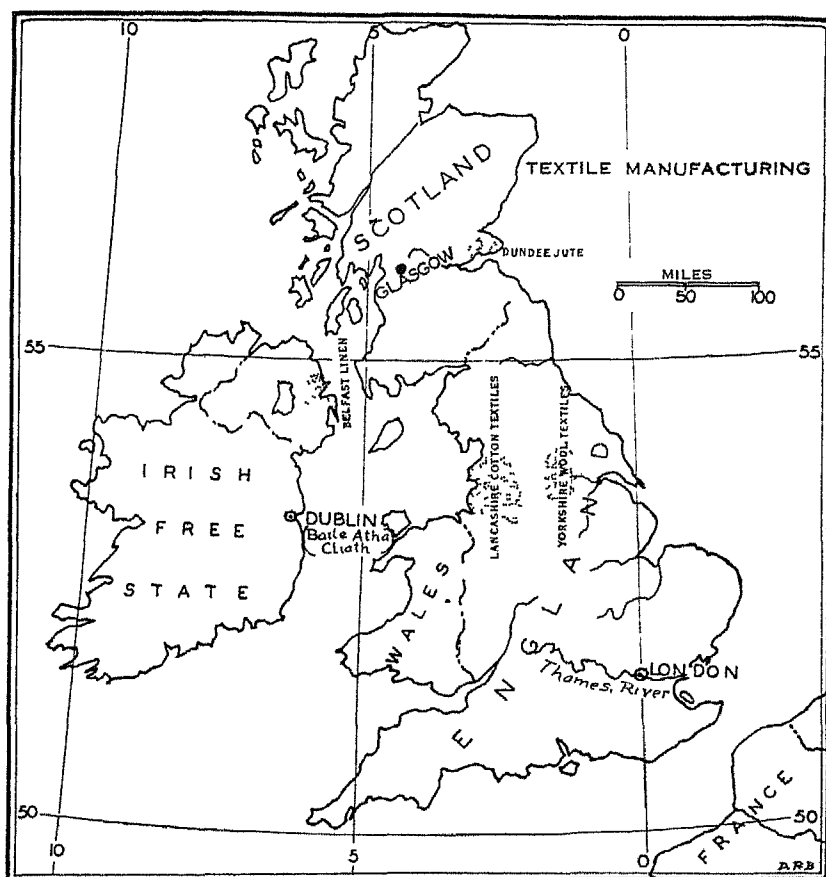 10
5
0
TEXTILE MANUFACTURING
SCOTLAND
DUNDEE JUTE
GLASGOW
MILES
0 50 100
55
55
BELFAST LINEN
LANCASHIRE COTTON TEXTILES
YORKSHIRE WOOL TEXTILES
IRISH
FREE
STATE
DUBLIN
Baile Atha
Cliath
WALES
ENGLAND
LONDON
Thames River
50
50
FRANCE
10
5
0
D.R.B